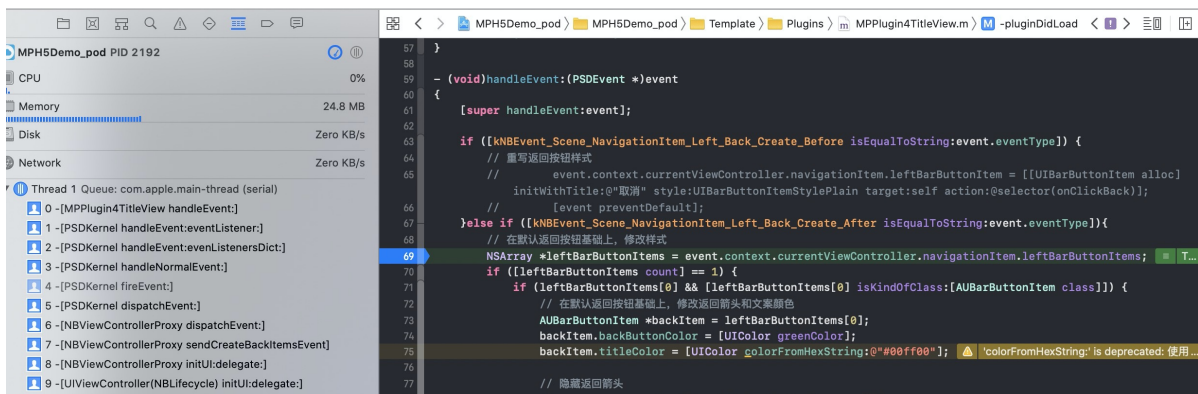 MPH5Demo_pod 〉 MPH5Demo_pod 〉 Template 〉 Plugins 〉 m MPPlugin4TitleView.m 〉 M -pluginDidLoad
MPH5Demo_pod PID 2192
CPU 0%
Memory 24.8 MB
Disk Zero KB/s
Network Zero KB/s
Thread 1 Queue: com.apple.main-thread (serial)
0 -[MPPlugin4TitleView handleEvent:]
1 -[PSDKernel handleEvent:eventListener:]
2 -[PSDKernel handleEvent:evenListenersDict:]
3 -[PSDKernel handleNormalEvent:]
4 -[PSDKernel fireEvent:]
5 -[PSDKernel dispatchEvent:]
6 -[NBViewControllerProxy dispatchEvent:]
7 -[NBViewControllerProxy sendCreateBackItemsEvent]
8 -[NBViewControllerProxy initUI:delegate:]
9 -[UIViewController(NBLifecycle) initUI:delegate:]
57 }
58
59 - (void)handleEvent:(PSDEvent *)event
60 {
61 [super handleEvent:event];
62
63 if ([kNBEvent_Scene_NavigationItem_Left_Back_Create_Before isEqualToString:event.eventType]) {
64 // 重写返回按钮样式
65 // event.context.currentViewController.navigationItem.leftBarButtonItem = [[UIBarButtonItem alloc]
initWithTitle:@"取消" style:UIBarButtonItemStylePlain target:self action:@selector(onClickBack)];
66 // [event preventDefault];
67 }else if ([kNBEvent_Scene_NavigationItem_Left_Back_Create_After isEqualToString:event.eventType]){
68 // 在默认返回按钮基础上，修改样式
69 NSArray *leftBarButtonItems = event.context.currentViewController.navigationItem.leftBarButtonItems; = T...
70 if ([leftBarButtonItems count] == 1) {
71 if (leftBarButtonItems[0] && [leftBarButtonItems[0] isKindOfClass:[AUBarButtonItem class]]) {
72 // 在默认返回按钮基础上，修改返回箭头和文案颜色
73 AUBarButtonItem *backItem = leftBarButtonItems[0];
74 backItem.backButtonColor = [UIColor greenColor];
75 backItem.titleColor = [UIColor colorFromHexString:@"#00ff00"]; 'colorFromHexString:' is deprecated: 使用...
76
77 // 隐藏返回箭头